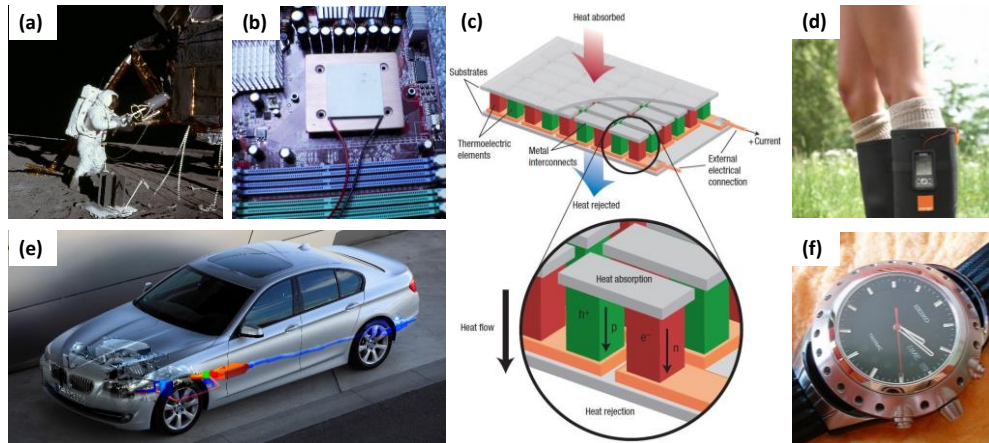 (a)
(b)
(c)
Heat absorbed
Substrates
Thermoelectric
elements
Metal
interconnects
+Current
External
electrical
connection
Heat rejected
Heat absorption
h+
p
e−
n
Heat flow
Heat rejection
(d)
(e)
(f)
SEIKO